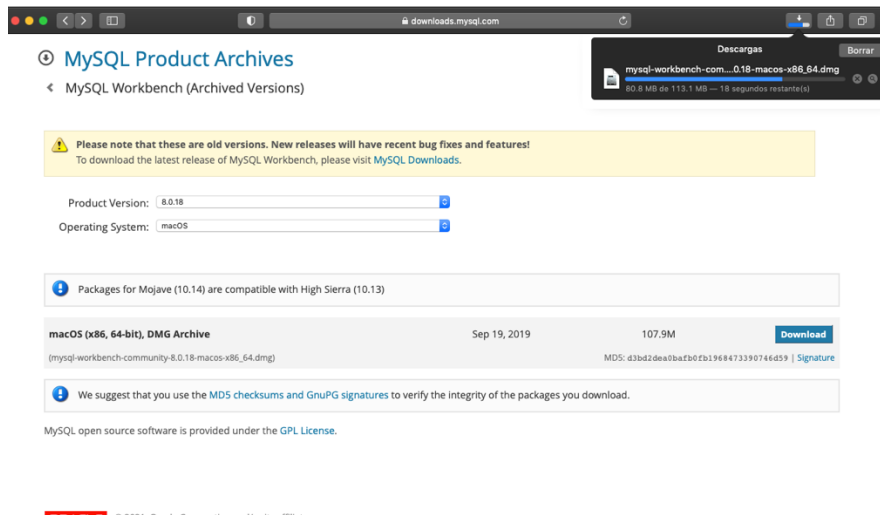 downloads.mysql.com
Descargas
Borrar
mysql-workbench-com....0.18-macos-x86_64.dmg
80.8 MB de 113.1 MB — 18 segundos restante(s)
MySQL Product Archives
MySQL Workbench (Archived Versions)
Please note that these are old versions. New releases will have recent bug fixes and features!
To download the latest release of MySQL Workbench, please visit MySQL Downloads.
Product Version: 8.0.18
Operating System: macOS
Packages for Mojave (10.14) are compatible with High Sierra (10.13)
macOS (x86, 64-bit), DMG Archive Sep 19, 2019 107.9M Download
(mysql-workbench-community-8.0.18-macos-x86_64.dmg) MD5: d3bd2dea0bafb0fb1968473390746d59 | Signature
We suggest that you use the MD5 checksums and GnuPG signatures to verify the integrity of the packages you download.
MySQL open source software is provided under the GPL License.